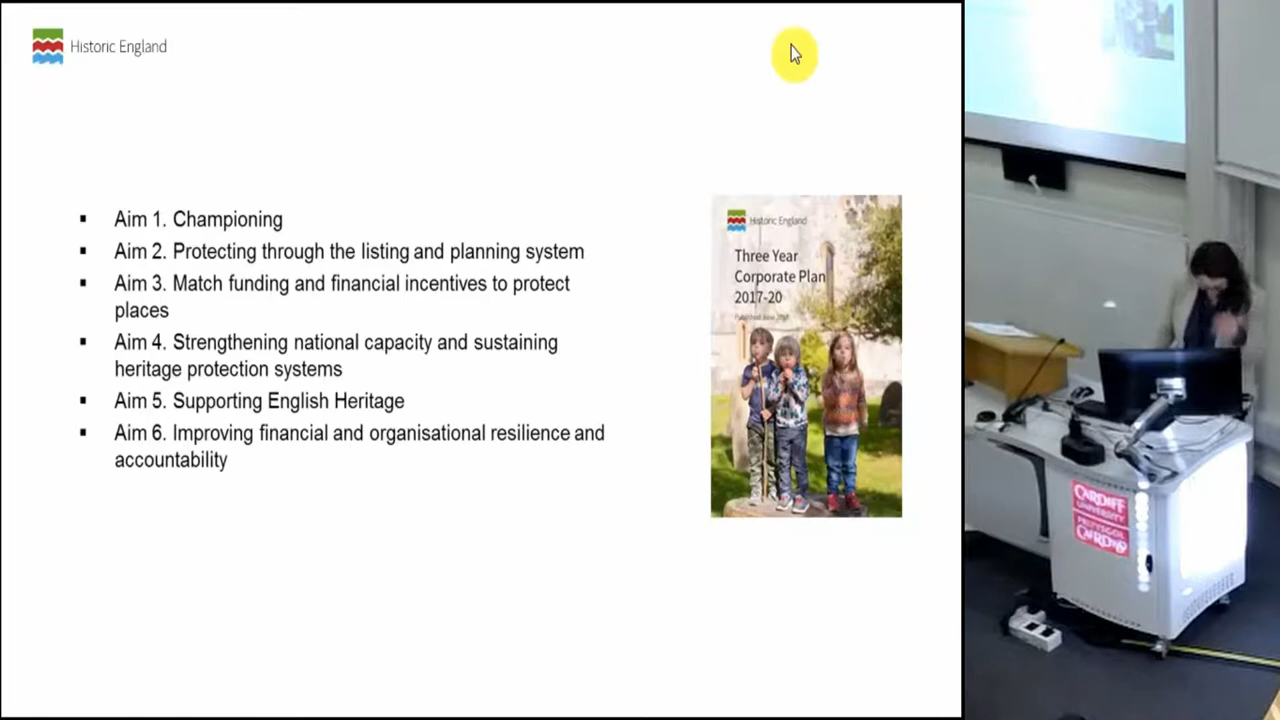 Historic England
Aim 1. Championing
Aim 2. Protecting through the listing and planning system
Aim 3. Match funding and financial incentives to protect
places
Aim 4. Strengthening national capacity and sustaining
heritage protection systems
Aim 5. Supporting English Heritage
Aim 6. Improving financial and organisational resilience and
accountability
Historic England
Three Year
Corporate Plan
2017-20
CARDIFF
UNIVERSITY
PRIFYSGOL
CAERDYDD